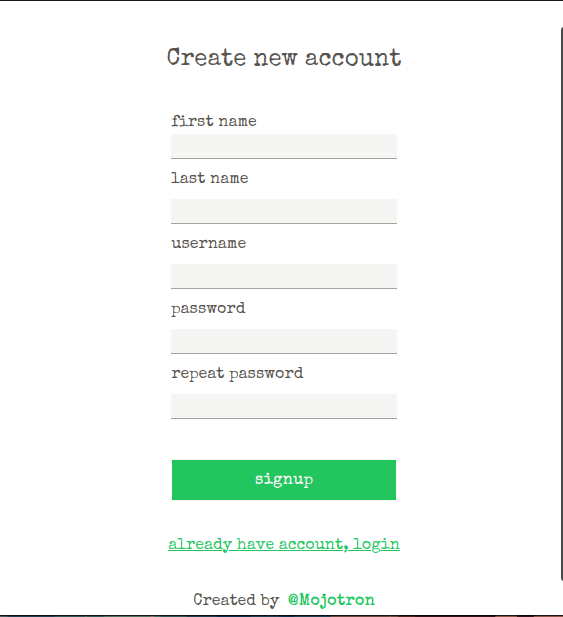 Create new account
first name
last name
username
password
repeat password
signup
already have account, login
Created by @Mojotron